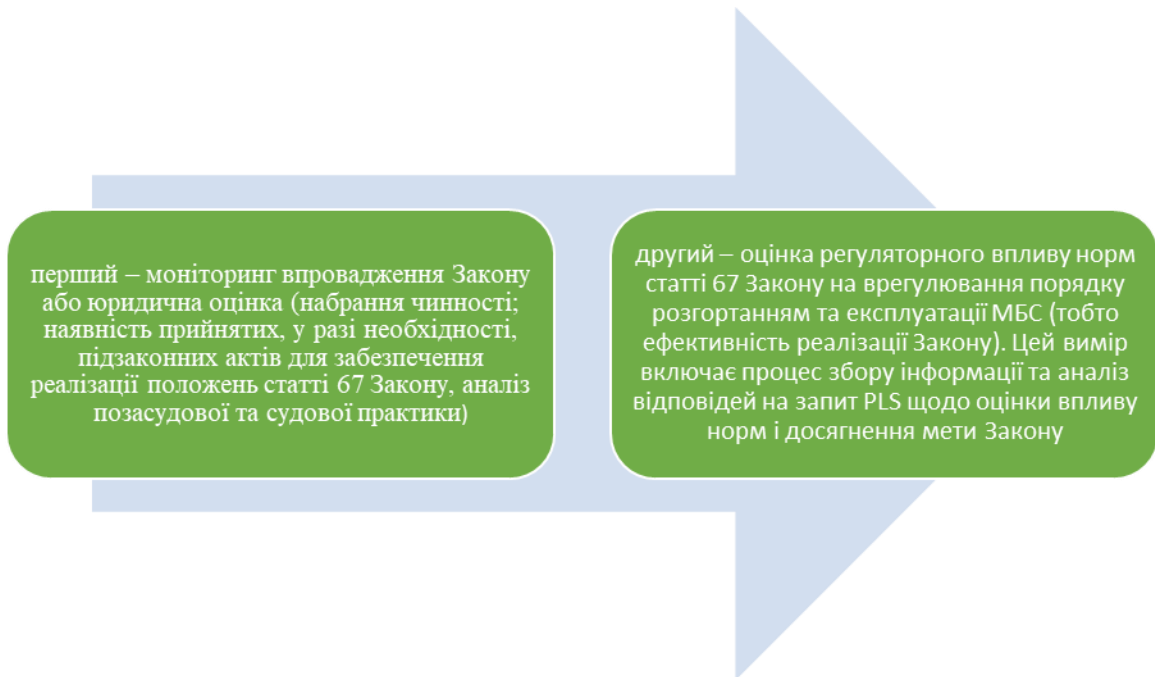 перший – моніторинг впровадження Закону
або юридична оцінка (набрання чинності;
наявність прийнятих, у разі необхідності,
підзаконних актів для забезпечення
реалізації положень статті 67 Закону, аналіз
позасудової та судової практики)
другий – оцінка регуляторного впливу норм
статті 67 Закону на врегулювання порядку
розгортанням та експлуатації МБС (тобто
ефективність реалізації Закону). Цей вимір
включає процес збору інформації та аналіз
відповідей на запит PLS щодо оцінки впливу
норм і досягнення мети Закону